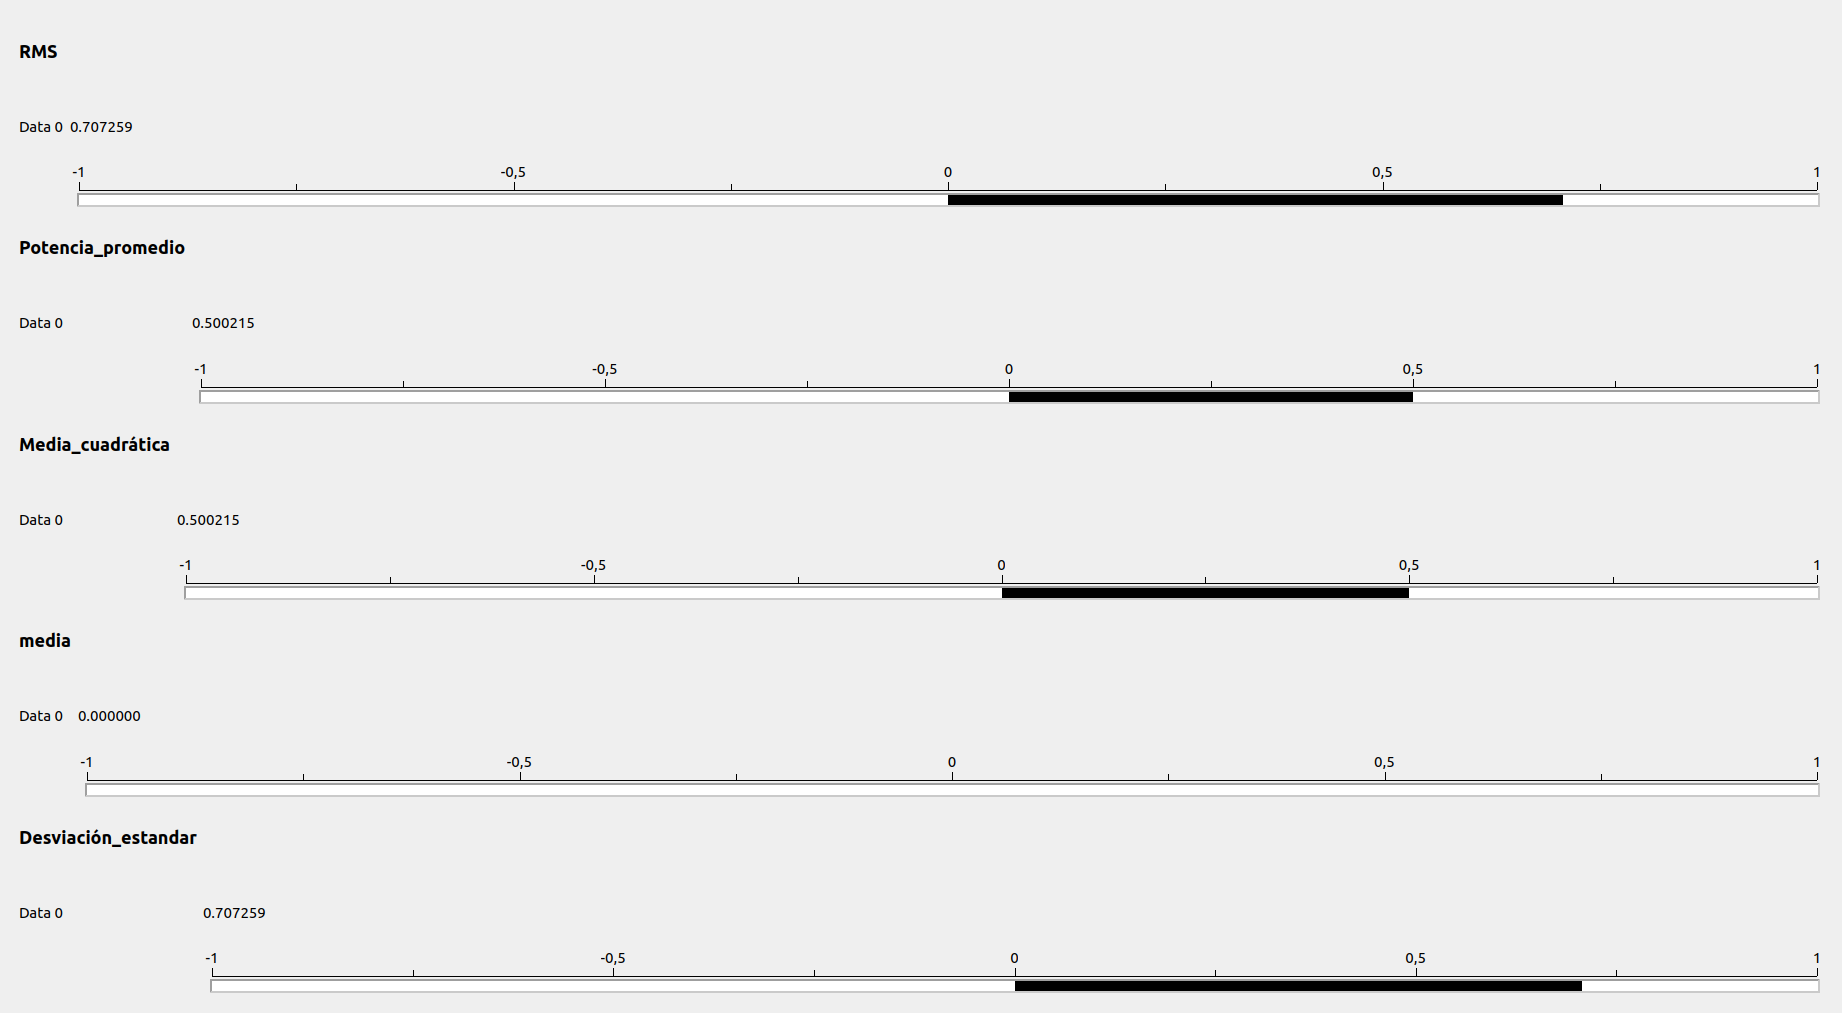 RMS
Data 0 0.707259
-1 -0,5 0 0,5 1
Potencia_promedio
Data 0 0.500215
-1 -0,5 0 0,5 1
Media_cuadrática
Data 0 0.500215
-1 -0,5 0 0,5 1
media
Data 0 0.000000
-1 -0,5 0 0,5 1
Desviación_estandar
Data 0 0.707259
-1 -0,5 0 0,5 1